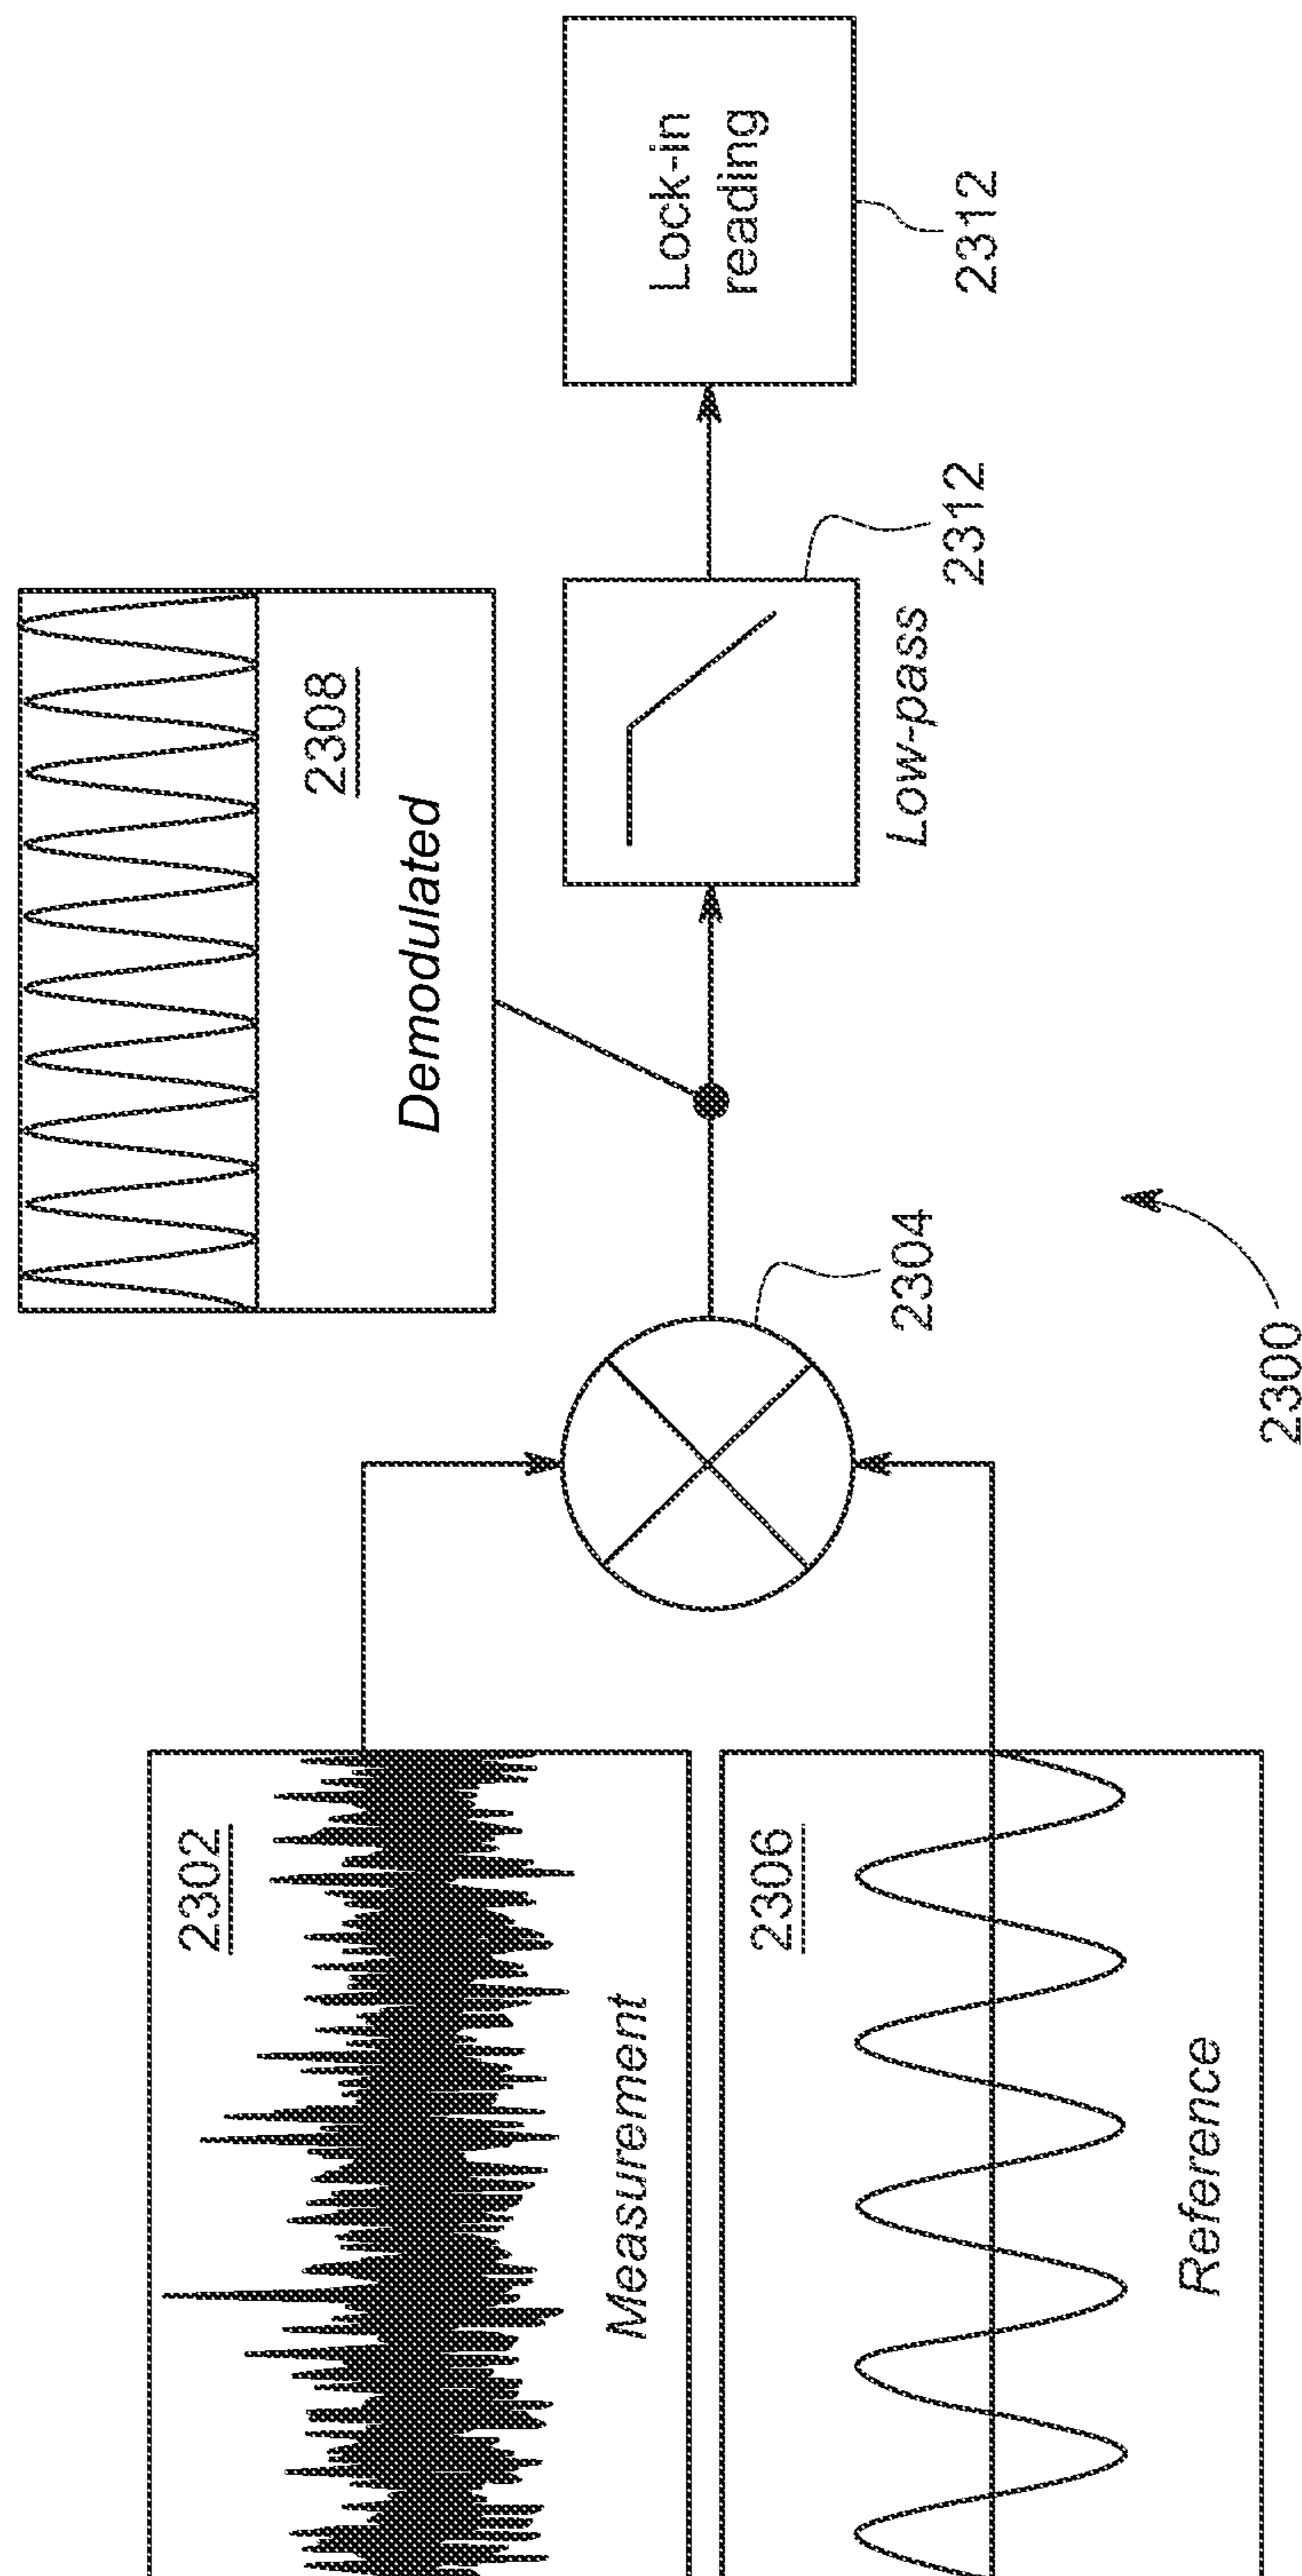 2302
Measurement
2306
Reference
2304
2308
Demodulated
Low-pass
2312
Lock-in
reading
2312
2300